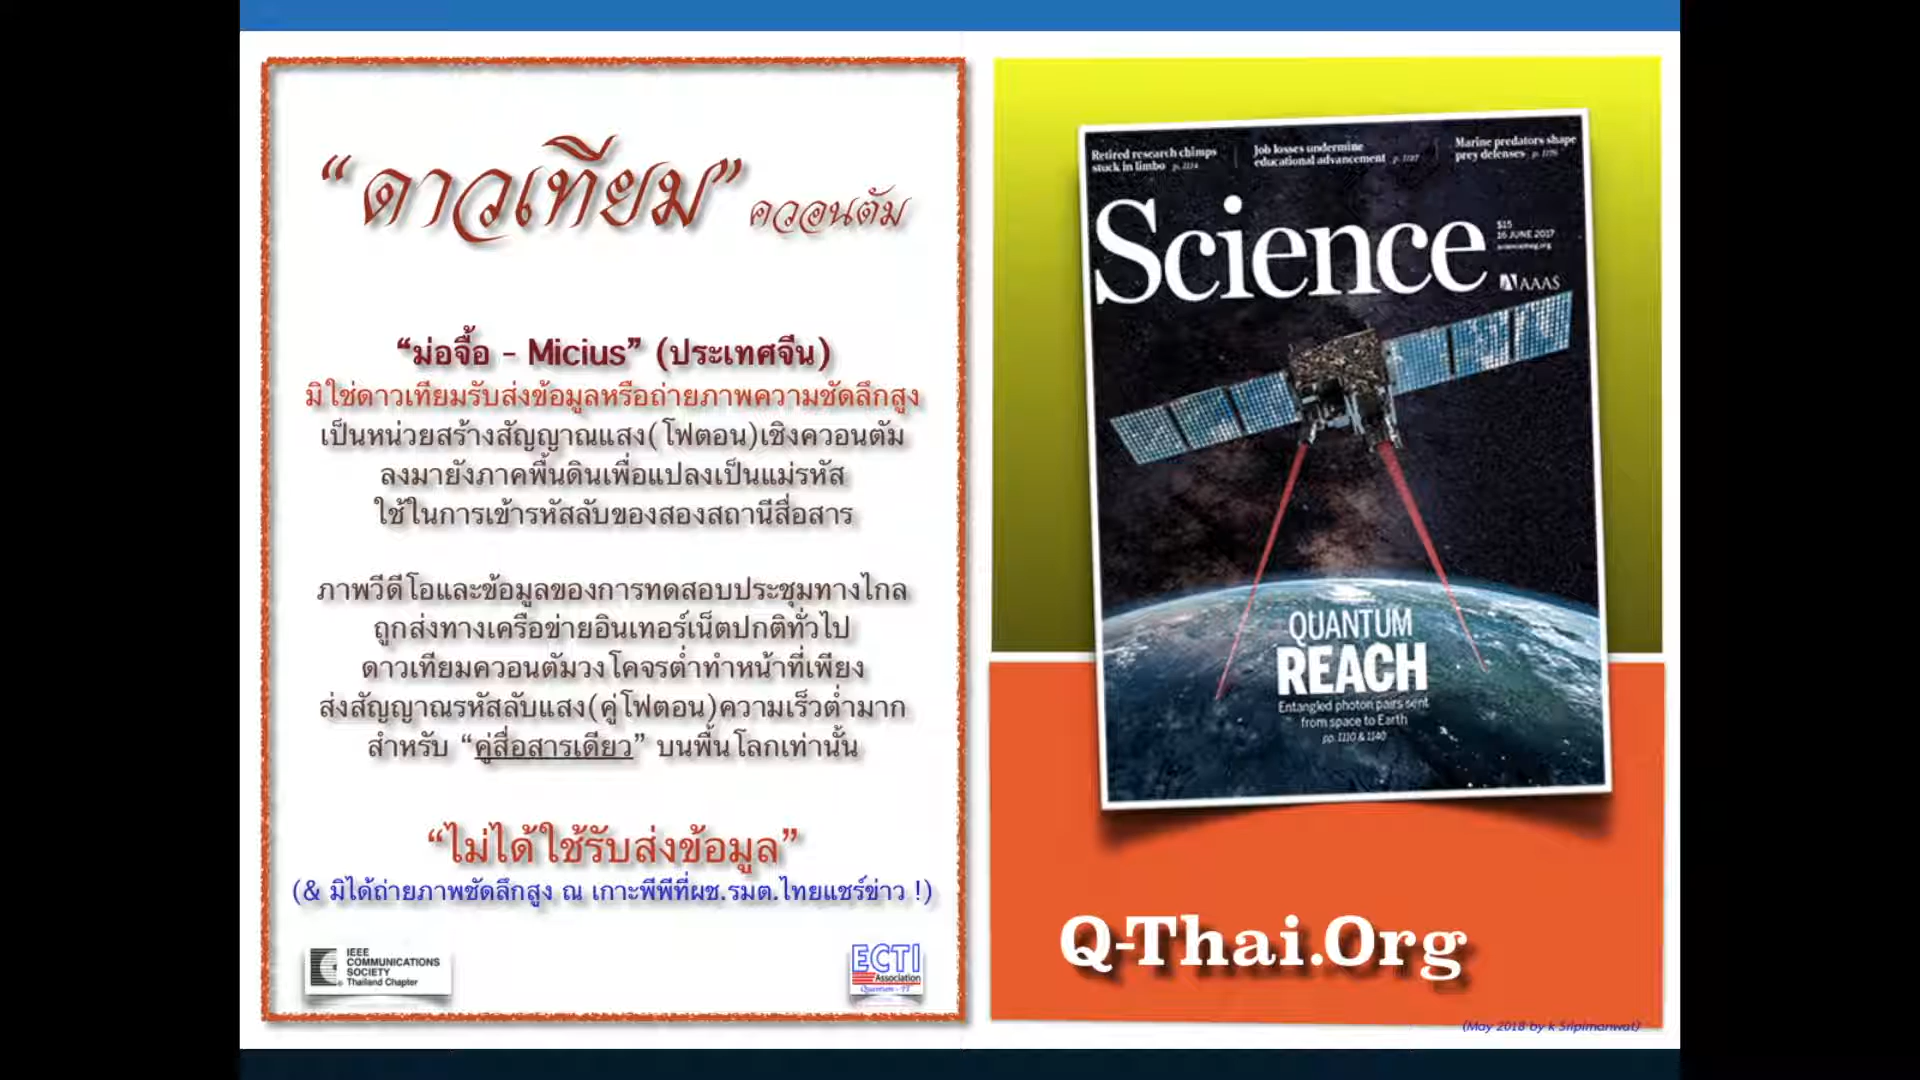 “ดาวเทียม” ควอนตัม
“ม่อจื้อ - Micius” (ประเทศจีน)
มิใช่ดาวเทียมรับส่งข้อมูลหรือถ่ายภาพความชัดลึกสูง
เป็นหน่วยสร้างสัญญาณแสง(โฟตอน)เชิงควอนตัม
ลงมายังภาคพื้นดินเพื่อแปลงเป็นแม่รหัส
ใช้ในการเข้ารหัสลับของสองสถานีสื่อสาร
ภาพวีดีโอและข้อมูลของการทดสอบประชุมทางไกล
ถูกส่งทางเครือข่ายอินเทอร์เน็ตปกติทั่วไป
ดาวเทียมควอนตัมวงโคจรต่ำทำหน้าที่เพียง
ส่งสัญญาณรหัสลับแสง(คู่โฟตอน)ความเร็วต่ำมาก
สำหรับ “คู่สื่อสารเดียว” บนพื้นโลกเท่านั้น
“ไม่ได้ใช้รับส่งข้อมูล”
(& มิได้ถ่ายภาพชัดลึกสูง ณ เกาะพีพีที่ผช.รมต.ไทยแชร์ข่าว !)
IEEE
COMMUNICATIONS
SOCIETY
Thailand Chapter
ECTI
Association
Quantum - IT
Retired research chimps
stuck in limbo p. 1114
Job losses undermine
educational advancement p. 1127
Marine predators shape
prey defenses p. 1176
Science
$15
16 JUNE 2017
sciencemag.org
AAAS
QUANTUM
REACH
Entangled photon pairs sent
from space to Earth
pp. 1110 & 1140
Q-Thai.Org
(May 2018 by k Sripimanwat)